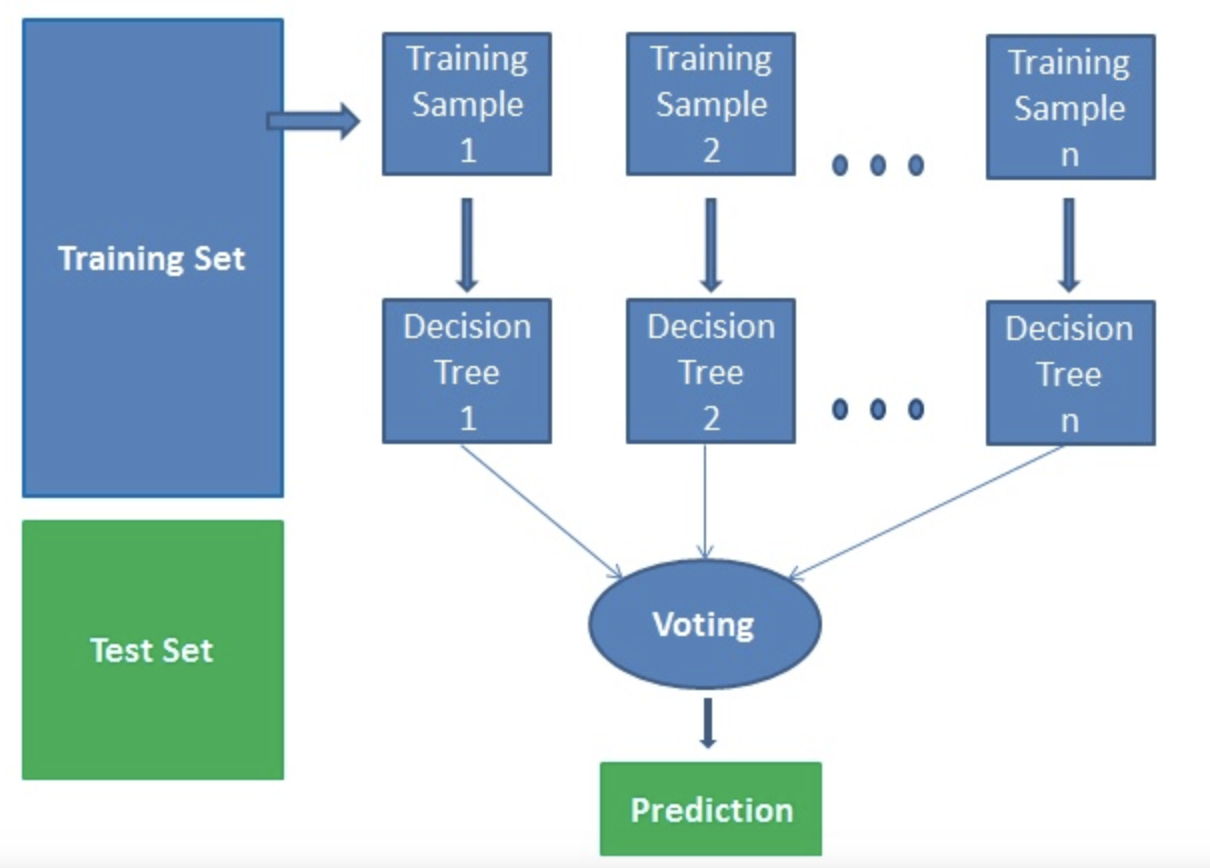 Training Set
Training
Sample
1
Training
Sample
2
Training
Sample
n
Decision
Tree
1
Decision
Tree
2
Decision
Tree
n
Test Set
Voting
Prediction